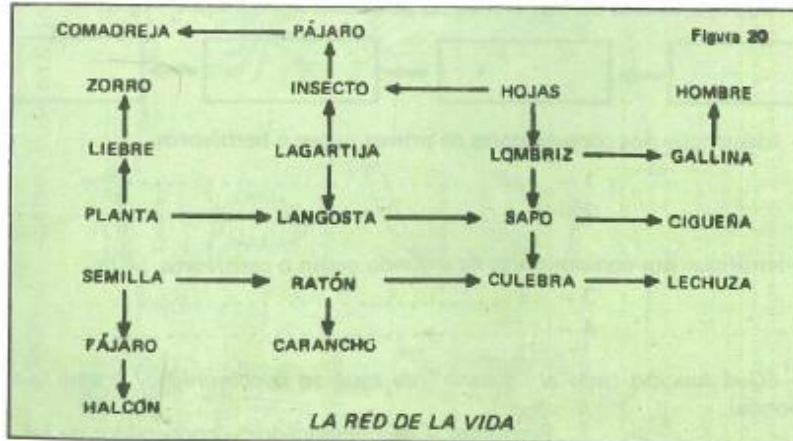 COMADREJA PÁJARO Figura 20
ZORRO INSECTO HOJAS HOMBRE
LIEBRE LAGARTIJA LOMBRIZ GALLINA
PLANTA LANGOSTA SAPO CIGUEÑA
SEMILLA RATÓN CULEBRA LECHUZA
PÁJARO CARANCHO
HALCÓN
LA RED DE LA VIDA